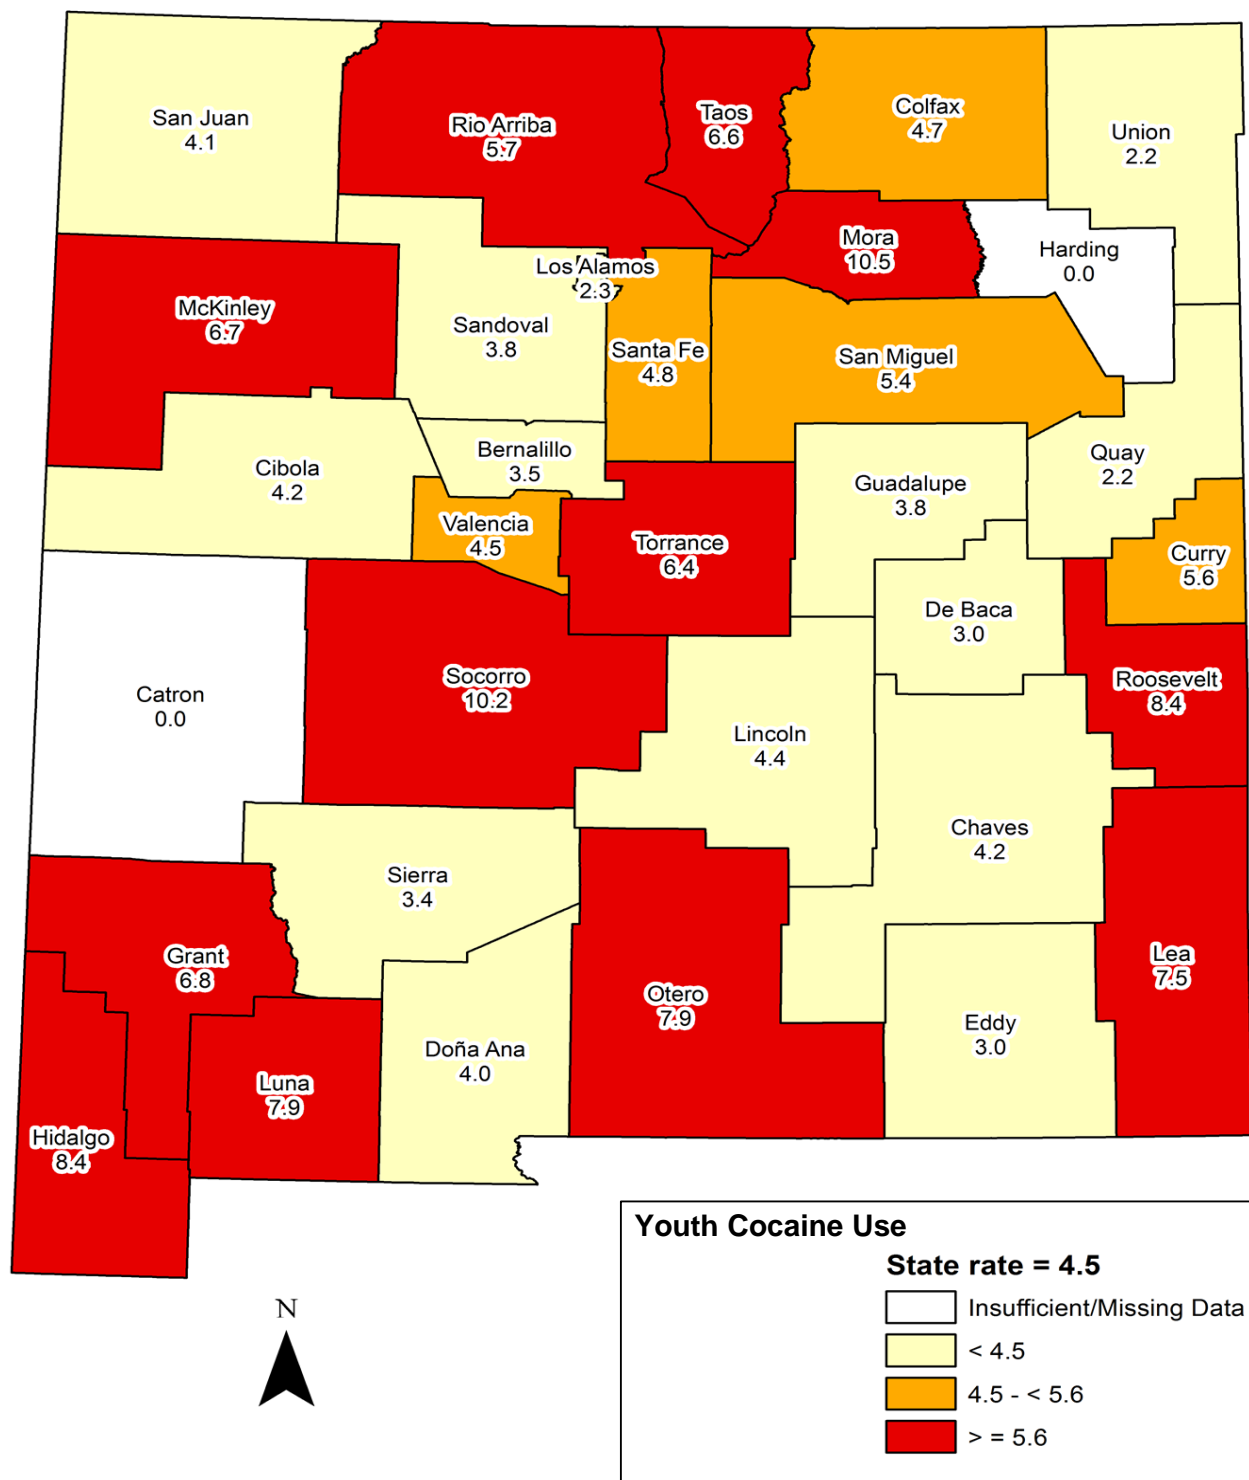 San Juan
4.1
Rio Arriba
5.7
Taos
6.6
Colfax
4.7
Union
2.2
Mora
10.5
Harding
0.0
Los Alamos
2.3
McKinley
6.7
Sandoval
3.8
Santa Fe
4.8
San Miguel
5.4
Bernalillo
3.5
Cibola
4.2
Quay
2.2
Guadalupe
3.8
Valencia
4.5
Torrance
6.4
Curry
5.6
De Baca
3.0
Catron
0.0
Socorro
10.2
Roosevelt
8.4
Lincoln
4.4
Chaves
4.2
Sierra
3.4
Grant
6.8
Lea
7.5
Otero
7.9
Eddy
3.0
Doña Ana
4.0
Luna
7.9
Hidalgo
8.4
Youth Cocaine Use
State rate = 4.5
Insufficient/Missing Data
< 4.5
4.5 - < 5.6
> = 5.6
N